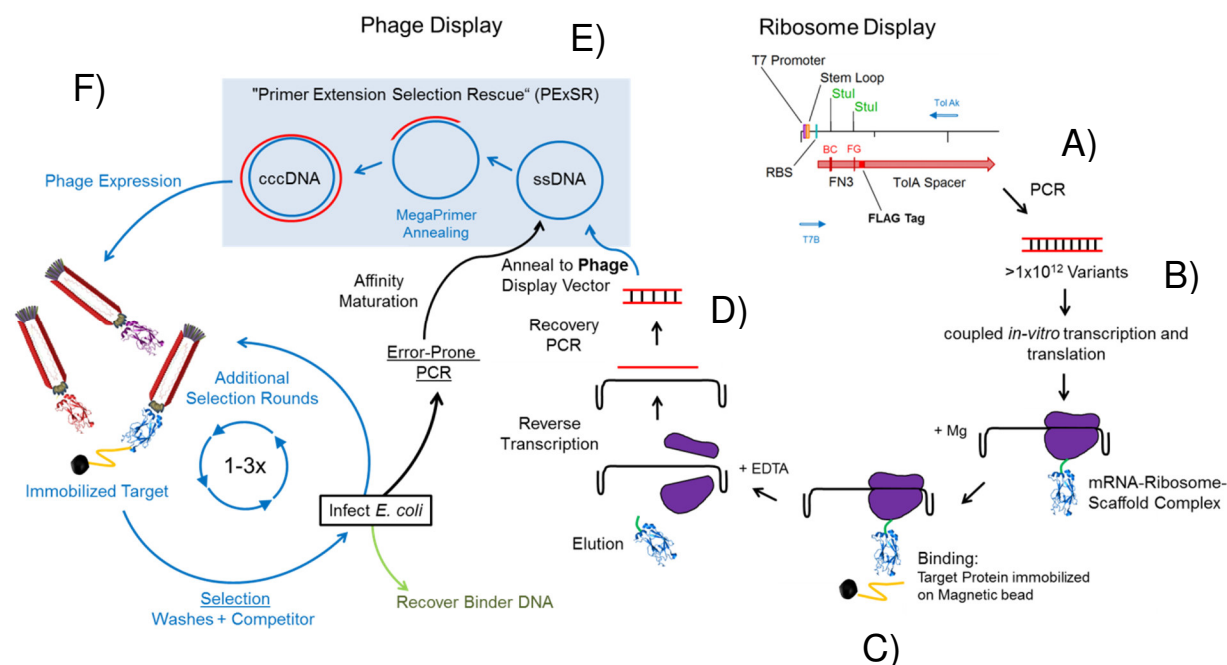 Phage Display
E)
Ribosome Display
F)
"Primer Extension Selection Rescue“ (PExSR)
cccDNA
MegaPrimer
Annealing
ssDNA
Phage Expression
T7 Promoter
Stem Loop
StuI
StuI
Tol Ak
RBS
BC
FG
FN3
TolA Spacer
FLAG Tag
T7B
A)
PCR
>1x10¹² Variants
B)
coupled in-vitro transcription and
translation
+ Mg
mRNA-Ribosome-
Scaffold Complex
Binding:
Target Protein immobilized
on Magnetic bead
C)
+ EDTA
Elution
Reverse
Transcription
Recovery
PCR
D)
Anneal to Phage
Display Vector
Affinity
Maturation
Error-Prone
PCR
Additional
Selection Rounds
1-3x
Immobilized Target
Infect E. coli
Selection
Washes + Competitor
Recover Binder DNA